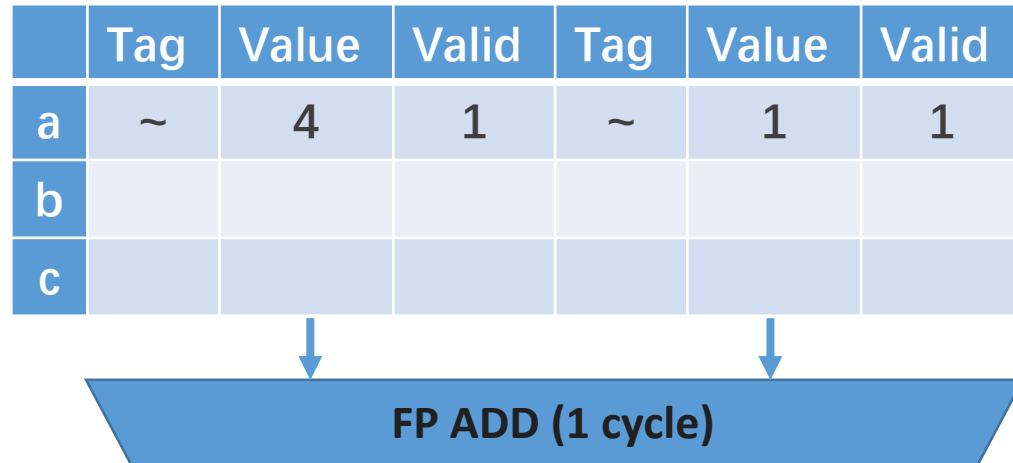 Tag Value Valid Tag Value Valid
a ~ 4 1 ~ 1 1
b
c
FP ADD (1 cycle)